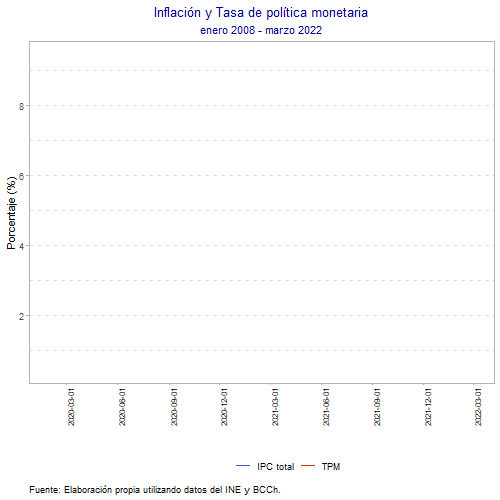 Inflación y Tasa de política monetaria
enero 2008 - marzo 2022
Porcentaje (%)
8
6
4
2
2020-03-01
2020-06-01
2020-09-01
2020-12-01
2021-03-01
2021-06-01
2021-09-01
2021-12-01
2022-03-01
IPC total TPM
Fuente: Elaboración propia utilizando datos del INE y BCCh.